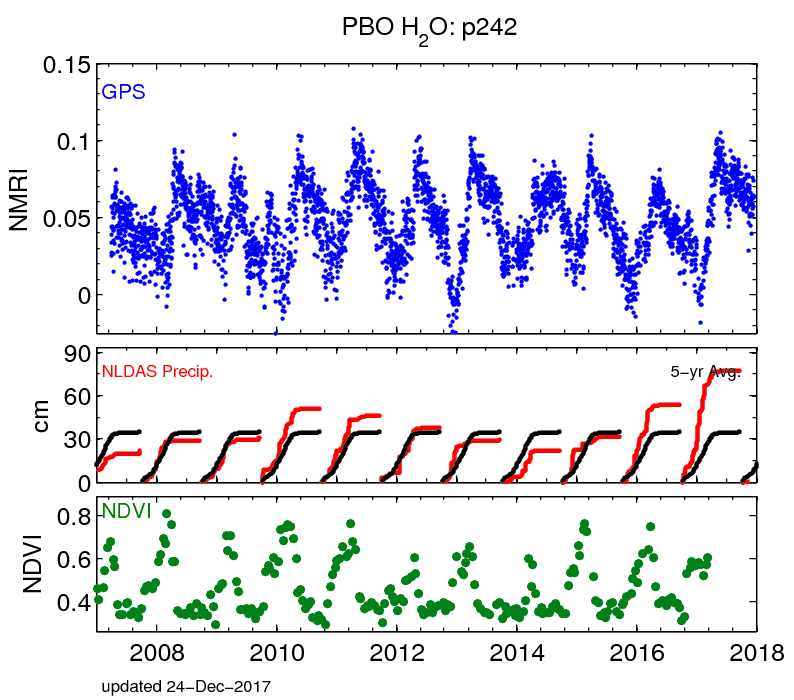 PBO H2O: p242
0.15
GPS
0.1
0.05
0
NMRI
90
NLDAS Precip.
5−yr Avg.
60
30
0
cm
NDVI
0.8
0.6
0.4
NDVI
2008 2010 2012 2014 2016 2018
updated 24−Dec−2017